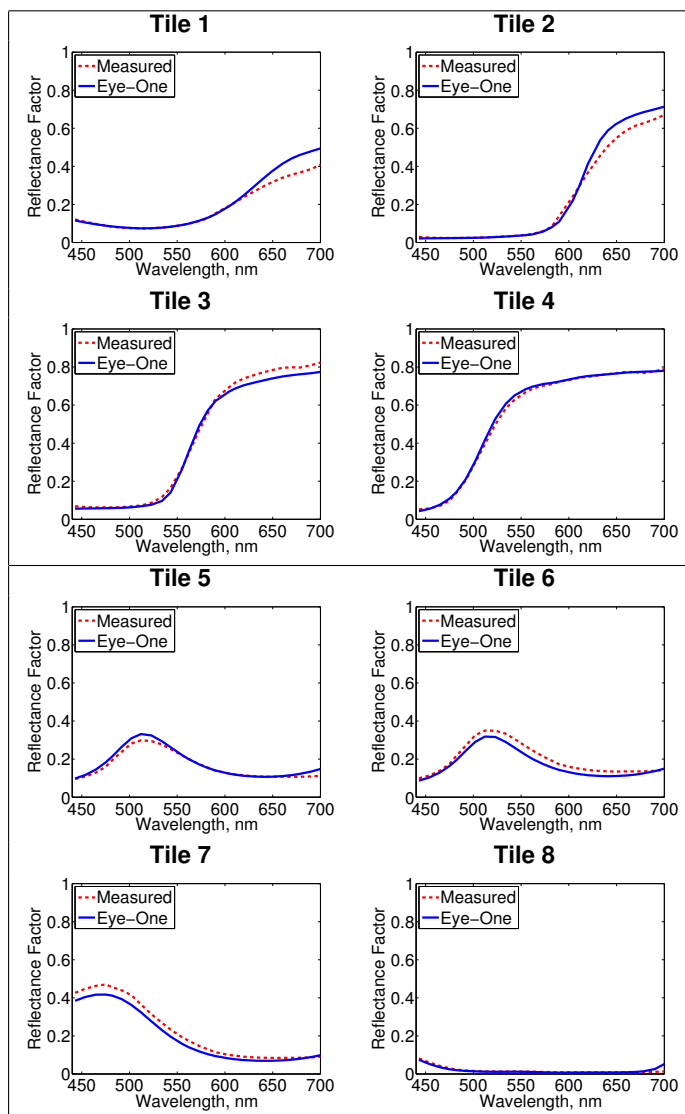 Tile 1
1
0.8
0.6
0.4
0.2
0
Reflectance Factor
Measured
Eye−One
450 500 550 600 650 700
Wavelength, nm
Tile 2
1
0.8
0.6
0.4
0.2
0
Reflectance Factor
Measured
Eye−One
450 500 550 600 650 700
Wavelength, nm
Tile 3
1
0.8
0.6
0.4
0.2
0
Reflectance Factor
Measured
Eye−One
450 500 550 600 650 700
Wavelength, nm
Tile 4
1
0.8
0.6
0.4
0.2
0
Reflectance Factor
Measured
Eye−One
450 500 550 600 650 700
Wavelength, nm
Tile 5
1
0.8
0.6
0.4
0.2
0
Reflectance Factor
Measured
Eye−One
450 500 550 600 650 700
Wavelength, nm
Tile 6
1
0.8
0.6
0.4
0.2
0
Reflectance Factor
Measured
Eye−One
450 500 550 600 650 700
Wavelength, nm
Tile 7
1
0.8
0.6
0.4
0.2
0
Reflectance Factor
Measured
Eye−One
450 500 550 600 650 700
Wavelength, nm
Tile 8
1
0.8
0.6
0.4
0.2
0
Reflectance Factor
Measured
Eye−One
450 500 550 600 650 700
Wavelength, nm